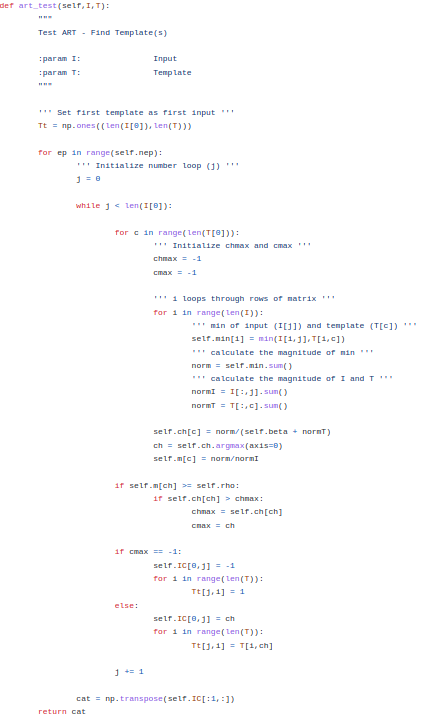 def art_test(self,I,T):
"""
Test ART - Find Template(s)
:param I: Input
:param T: Template
"""
''' Set first template as first input '''
Tt = np.ones((len(I[0]),len(T)))
for ep in range(self.nep):
''' Initialize number loop (j) '''
j = 0
while j < len(I[0]):
for c in range(len(T[0])):
''' Initialize chmax and cmax '''
chmax = -1
cmax = -1
''' i loops through rows of matrix '''
for i in range(len(I)):
''' min of input (I[j]) and template (T[c]) '''
self.min[i] = min(I[i,j],T[i,c])
''' calculate the magnitude of min '''
norm = self.min.sum()
''' calculate the magnitude of I and T '''
normI = I[:,j].sum()
normT = T[:,c].sum()
self.ch[c] = norm/(self.beta + normT)
ch = self.ch.argmax(axis=0)
self.m[c] = norm/normI
if self.m[ch] >= self.rho:
if self.ch[ch] > chmax:
chmax = self.ch[ch]
cmax = ch
if cmax == -1:
self.IC[0,j] = -1
for i in range(len(T)):
Tt[j,i] = 1
else:
self.IC[0,j] = ch
for i in range(len(T)):
Tt[j,i] = T[i,ch]
j += 1
cat = np.transpose(self.IC[:1,:])
return cat